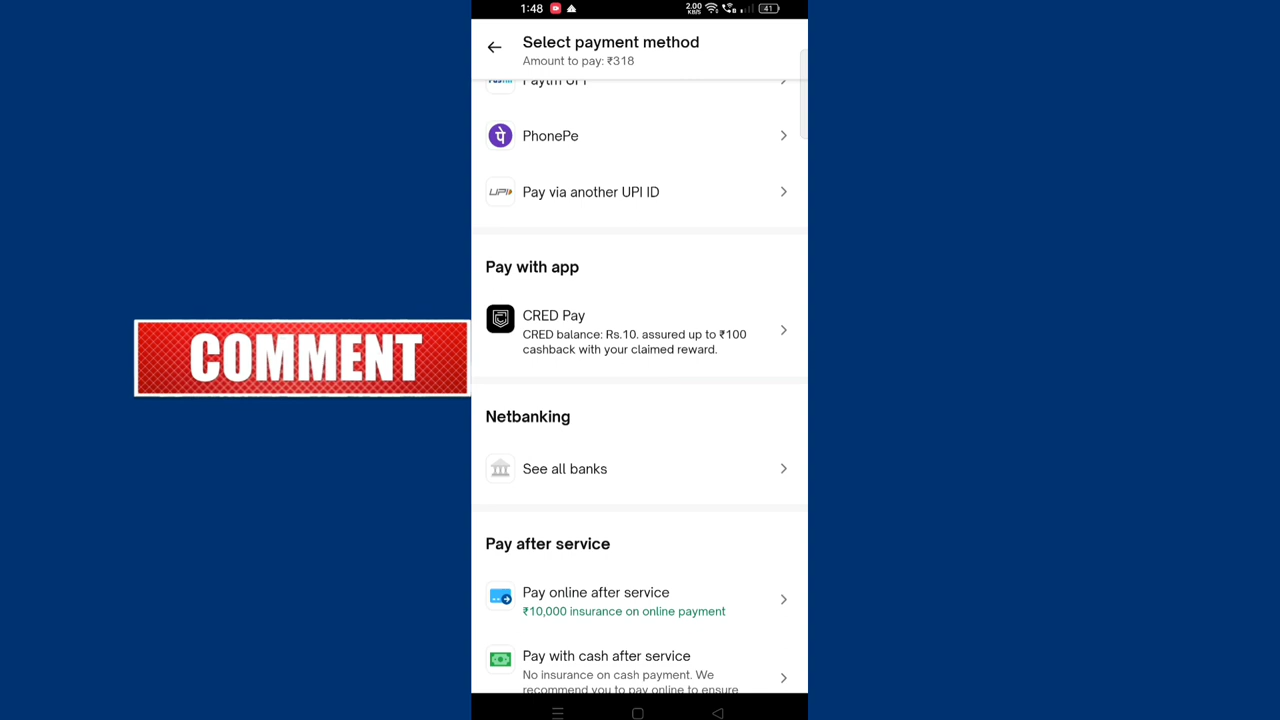 1:48
2.00
KB/S
41
Select payment method
Amount to pay: ₹318
Paytm UPI
PhonePe
UPI
Pay via another UPI ID
Pay with app
CRED Pay
CRED balance: Rs.10. assured up to ₹100
cashback with your claimed reward.
COMMENT
Netbanking
See all banks
Pay after service
Pay online after service
₹10,000 insurance on online payment
Pay with cash after service
No insurance on cash payment. We
recommend you to pay online to ensure